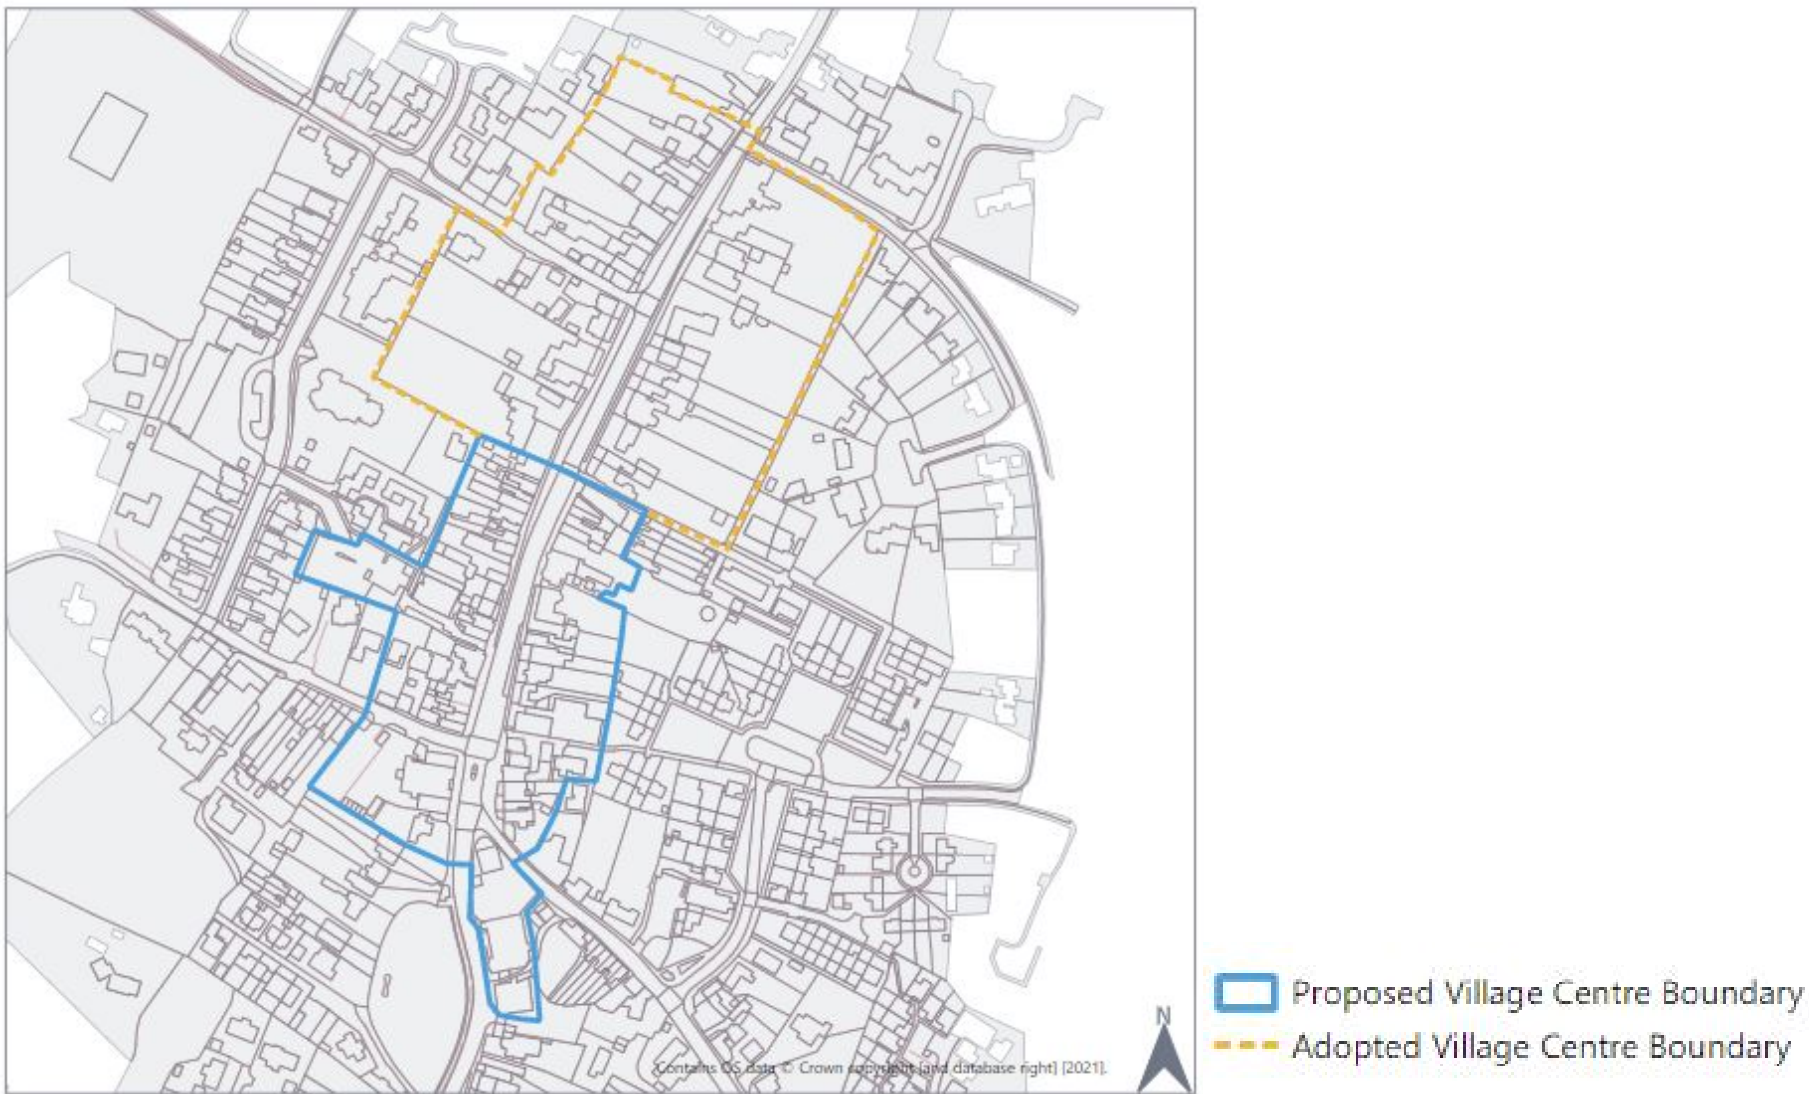 Proposed Village Centre Boundary
N
Adopted Village Centre Boundary
Contains OS data © Crown copyright [and database right] [2021].